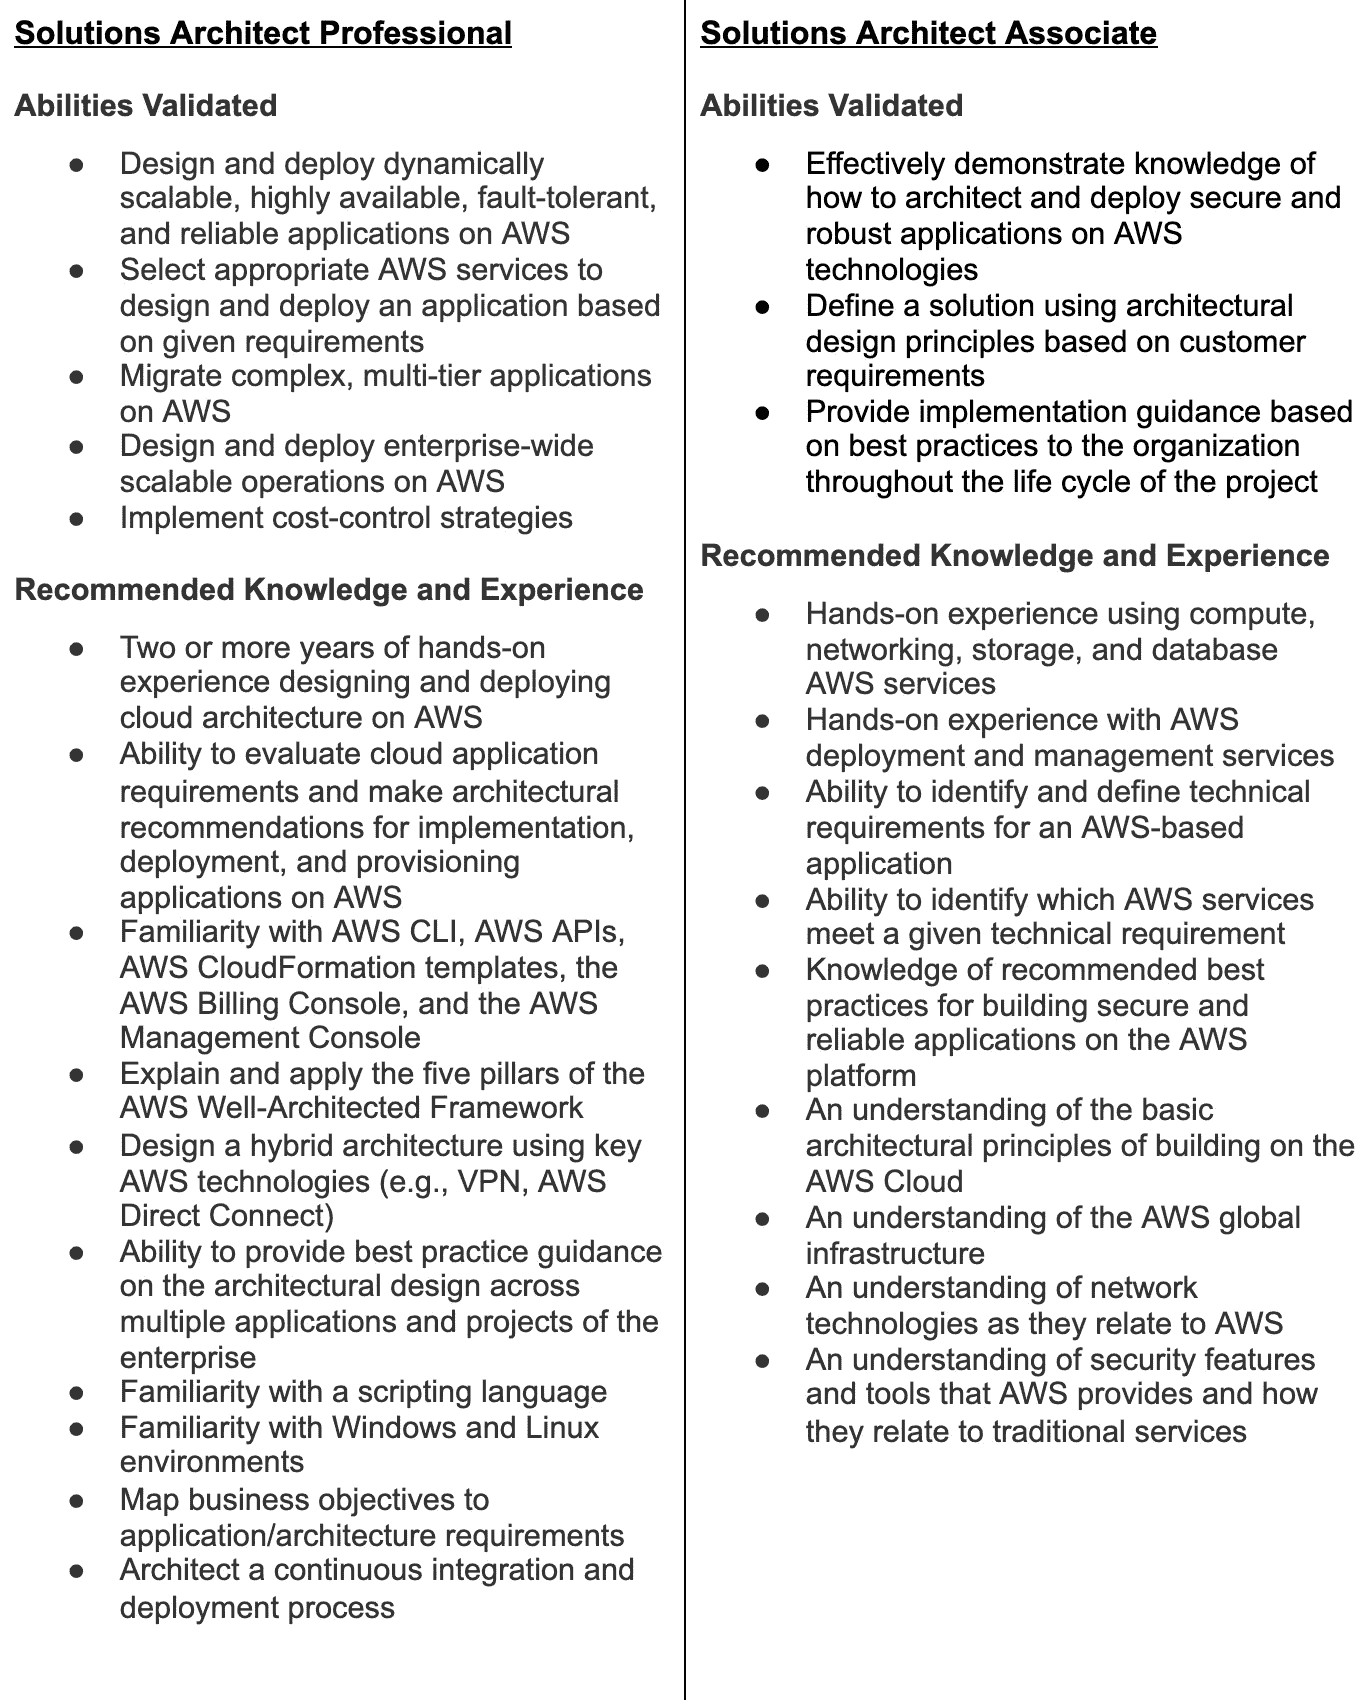 Solutions Architect Professional
Abilities Validated
● Design and deploy dynamically
scalable, highly available, fault-tolerant,
and reliable applications on AWS
● Select appropriate AWS services to
design and deploy an application based
on given requirements
● Migrate complex, multi-tier applications
on AWS
● Design and deploy enterprise-wide
scalable operations on AWS
● Implement cost-control strategies
Recommended Knowledge and Experience
● Two or more years of hands-on
experience designing and deploying
cloud architecture on AWS
● Ability to evaluate cloud application
requirements and make architectural
recommendations for implementation,
deployment, and provisioning
applications on AWS
● Familiarity with AWS CLI, AWS APIs,
AWS CloudFormation templates, the
AWS Billing Console, and the AWS
Management Console
● Explain and apply the five pillars of the
AWS Well-Architected Framework
● Design a hybrid architecture using key
AWS technologies (e.g., VPN, AWS
Direct Connect)
● Ability to provide best practice guidance
on the architectural design across
multiple applications and projects of the
enterprise
● Familiarity with a scripting language
● Familiarity with Windows and Linux
environments
● Map business objectives to
application/architecture requirements
● Architect a continuous integration and
deployment process
Solutions Architect Associate
Abilities Validated
● Effectively demonstrate knowledge of
how to architect and deploy secure and
robust applications on AWS
technologies
● Define a solution using architectural
design principles based on customer
requirements
● Provide implementation guidance based
on best practices to the organization
throughout the life cycle of the project
Recommended Knowledge and Experience
● Hands-on experience using compute,
networking, storage, and database
AWS services
● Hands-on experience with AWS
deployment and management services
● Ability to identify and define technical
requirements for an AWS-based
application
● Ability to identify which AWS services
meet a given technical requirement
● Knowledge of recommended best
practices for building secure and
reliable applications on the AWS
platform
● An understanding of the basic
architectural principles of building on the
AWS Cloud
● An understanding of the AWS global
infrastructure
● An understanding of network
technologies as they relate to AWS
● An understanding of security features
and tools that AWS provides and how
they relate to traditional services